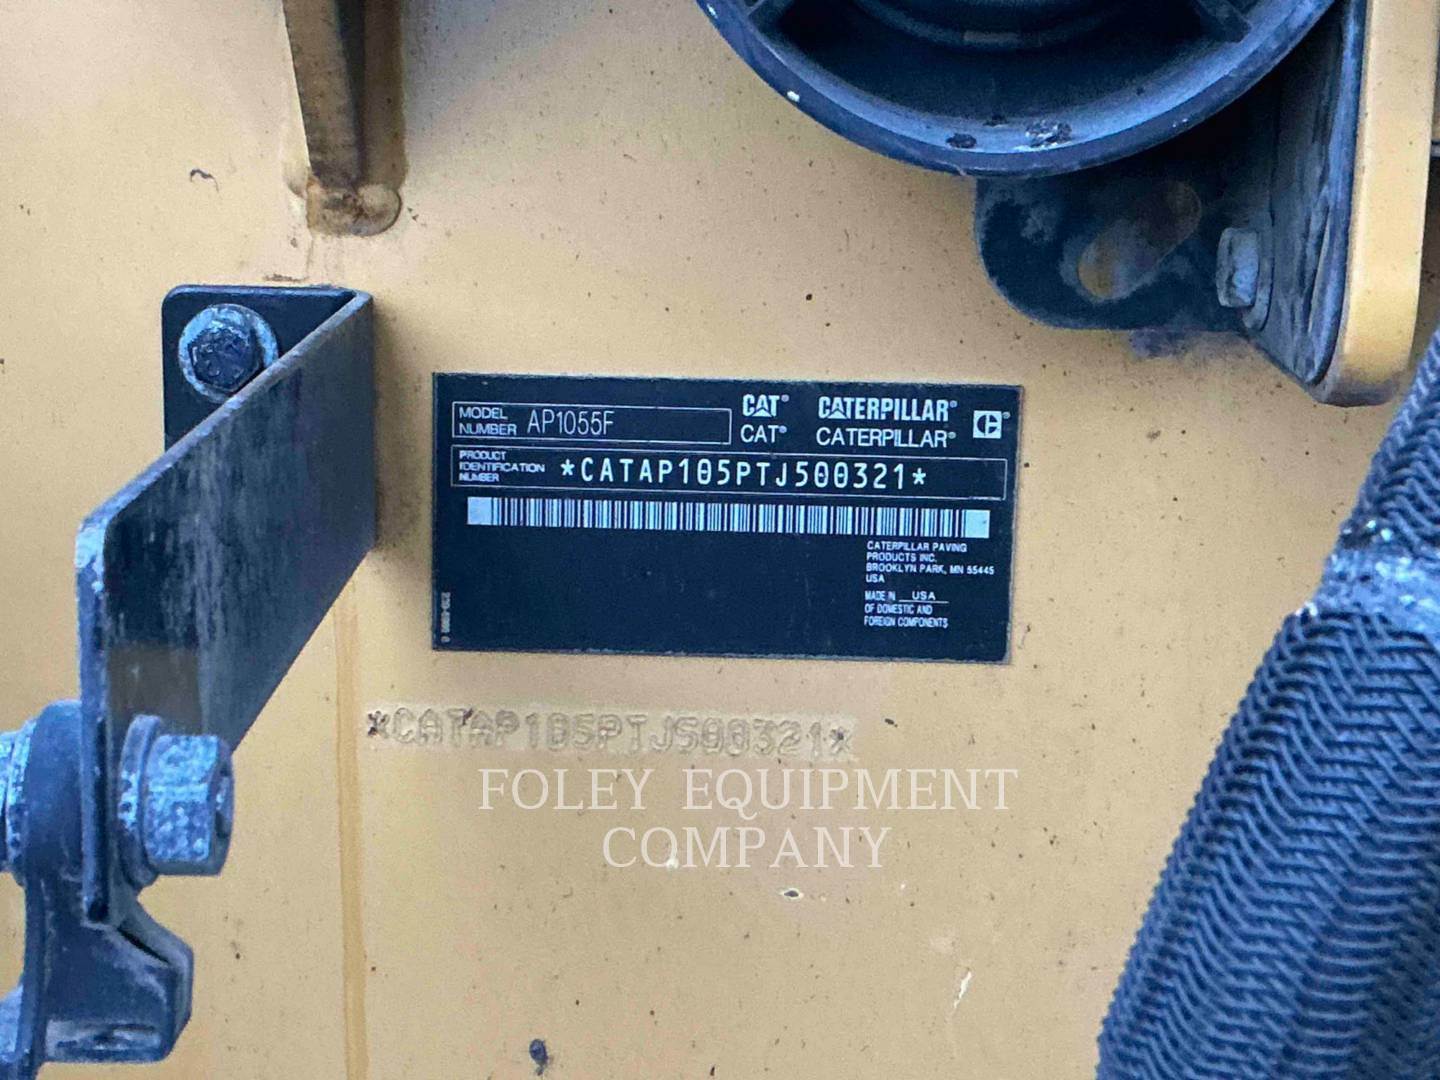 MODEL NUMBER AP1055F
CAT® CATERPILLAR®
CAT® CATERPILLAR®
PRODUCT
IDENTIFICATION
NUMBER
*CATAP105PTJ500321*
CATERPILLAR PAVING
PRODUCTS INC.
BROOKLYN PARK, MN 55445
USA
MADE IN USA
OF DOMESTIC AND
FOREIGN COMPONENTS
*CATAP105PTJ500321*
FOLEY EQUIPMENT
COMPANY